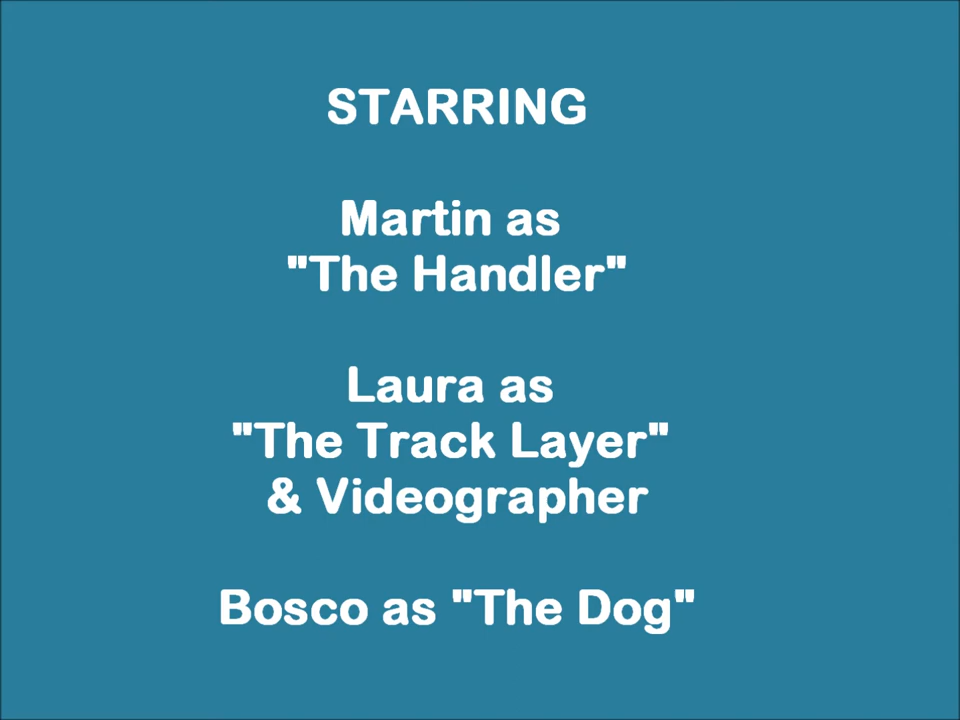 STARRING
Martin as
"The Handler"
Laura as
"The Track Layer"
& Videographer
Bosco as "The Dog"